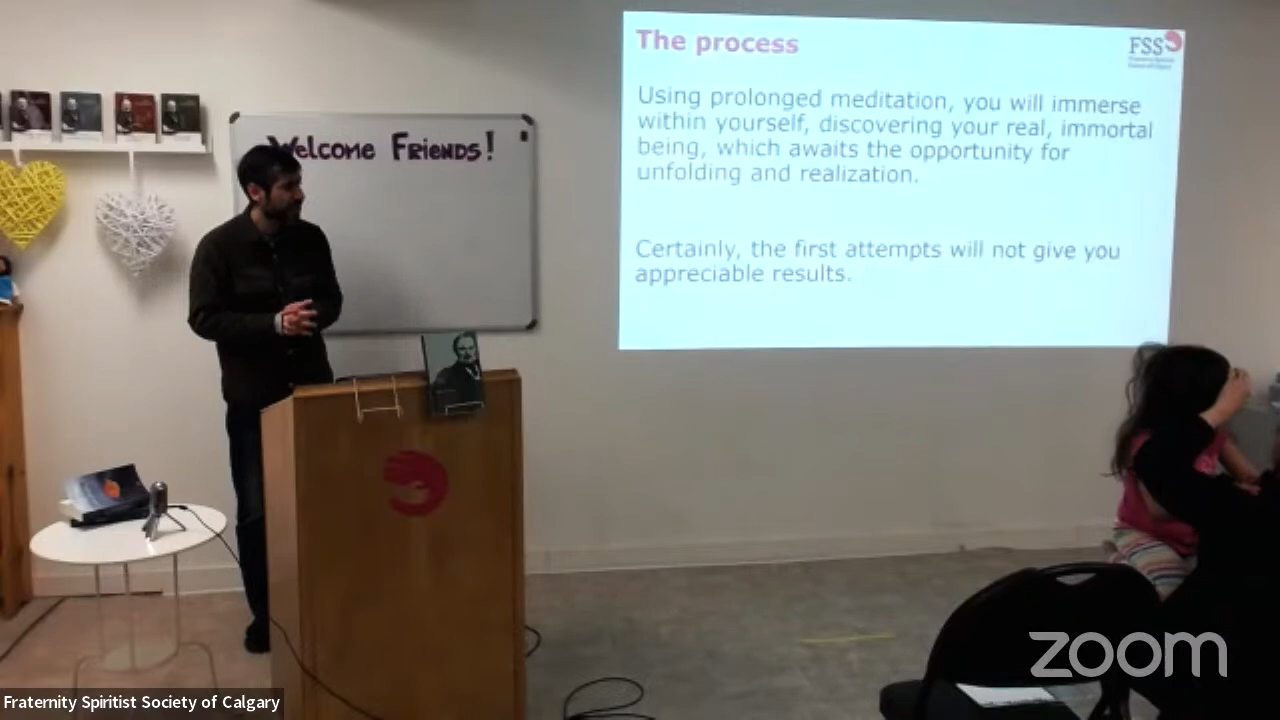 Welcome Friends!
The process
FSS
Using prolonged meditation, you will immerse
within yourself, discovering your real, immortal
being, which awaits the opportunity for
unfolding and realization.
Certainly, the first attempts will not give you
appreciable results.
zoom
Fraternity Spiritist Society of Calgary